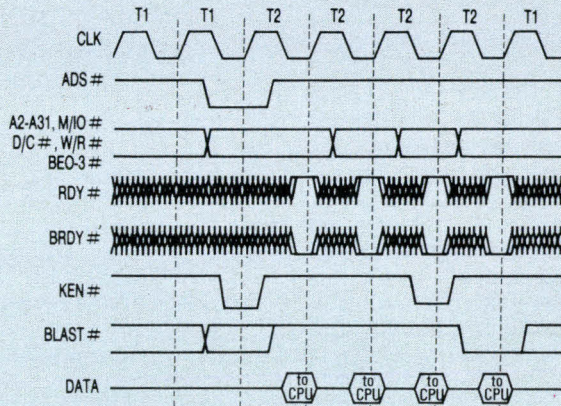 T1 T1 T2 T2 T2 T2 T1
CLK
ADS #
A2-A31, M/IO #
D/C #, W/R #
BEO-3 #
RDY #
BRDY #
KEN #
BLAST #
DATA
to CPU to CPU to CPU to CPU